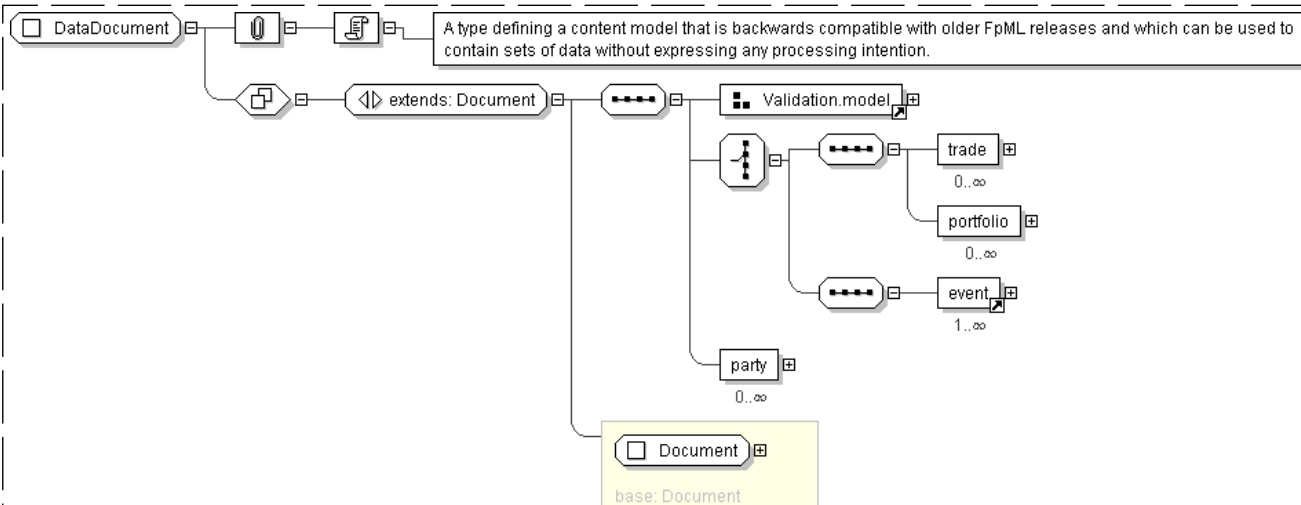 DataDocument
A type defining a content model that is backwards compatible with older FpML releases and which can be used to
contain sets of data without expressing any processing intention.
extends: Document
Validation.model
trade
0..∞
portfolio
0..∞
event
1..∞
party
0..∞
Document
base: Document